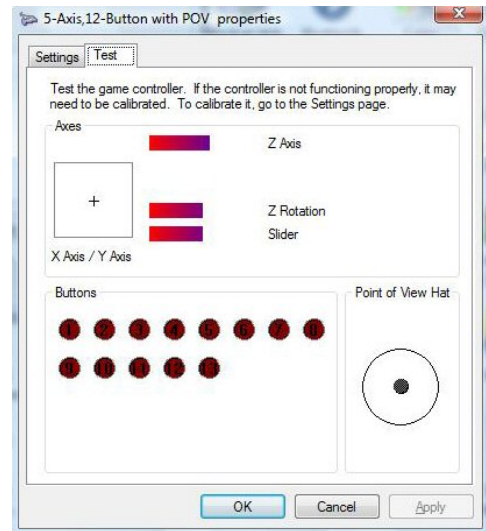 5-Axis,12-Button with POV properties
Settings Test
Test the game controller. If the controller is not functioning properly, it may
need to be calibrated. To calibrate it, go to the Settings page.
Axes
Z Axis
Z Rotation
Slider
X Axis / Y Axis
Buttons
1 2 3 4 5 6 7 8
9 10 11 12 13
Point of View Hat
OK Cancel Apply